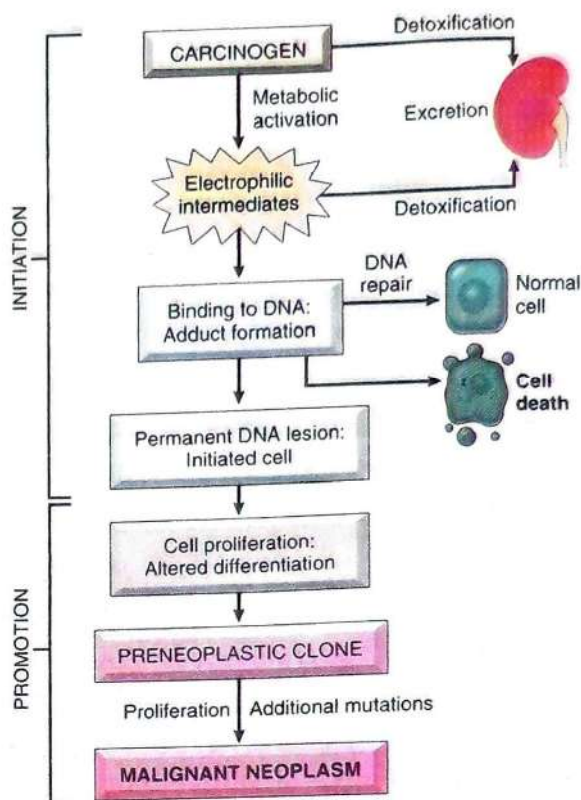 Detoxification
CARCINOGEN
Metabolic
activation
Excretion
Electrophilic
intermediates
Detoxification
INITIATION
DNA
repair
Binding to DNA:
Adduct formation
Normal
cell
Cell
death
Permanent DNA lesion:
Initiated cell
Cell proliferation:
Altered differentiation
PROMOTION
PRENEOPLASTIC CLONE
Proliferation Additional mutations
MALIGNANT NEOPLASM